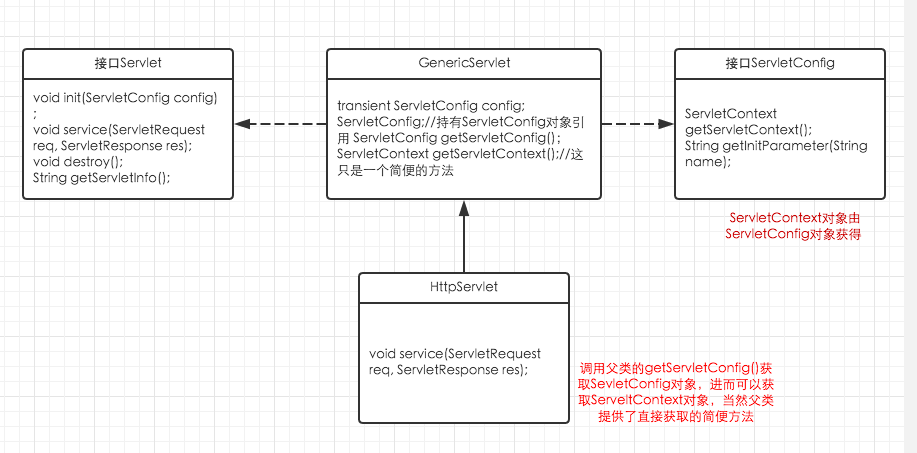 接口Servlet
void init(ServletConfig config)
;
void service(ServletRequest
req, ServletResponse res);
void destroy();
String getServletInfo();
GenericServlet
transient ServletConfig config;
ServletConfig;//持有ServletConfig对象引
用 ServletConfig getServletConfig();
ServletContext getServletContext();//这
只是一个简便的方法
接口ServletConfig
ServletContext
getServletContext();
String getInitParameter(String
name);
ServletContext对象由
ServletConfig对象获得
HttpServlet
void service(ServletRequest
req, ServletResponse res);
调用父类的getServletConfig()获
取SevletConfig对象，进而可以获
取ServeltContext对象，当然父类
提供了直接获取的简便方法